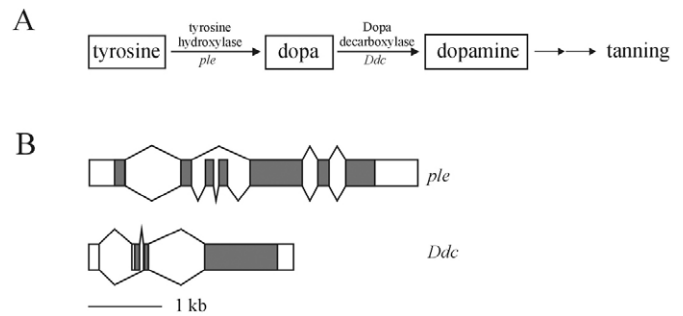 A
tyrosine
tyrosine
hydroxylase
ple
dopa
Dopa
decarboxylase
Ddc
dopamine
tanning
B
ple
Ddc
1 kb